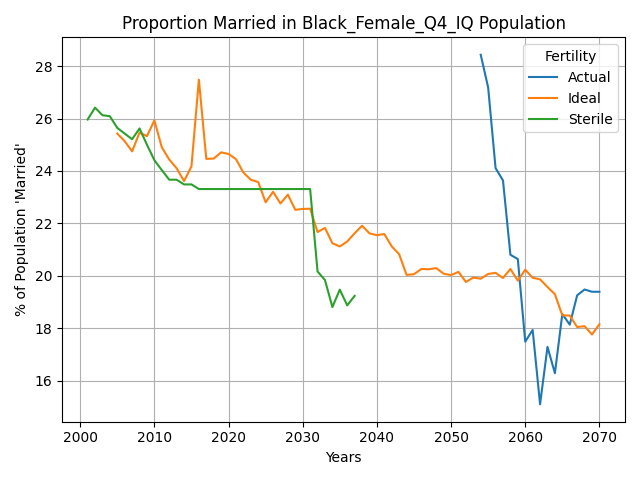 Proportion Married in Black_Female_Q4_IQ Population
% of Population 'Married'
28
26
24
22
20
18
16
2000 2010 2020 2030 2040 2050 2060 2070
Years
Fertility
Actual
Ideal
Sterile